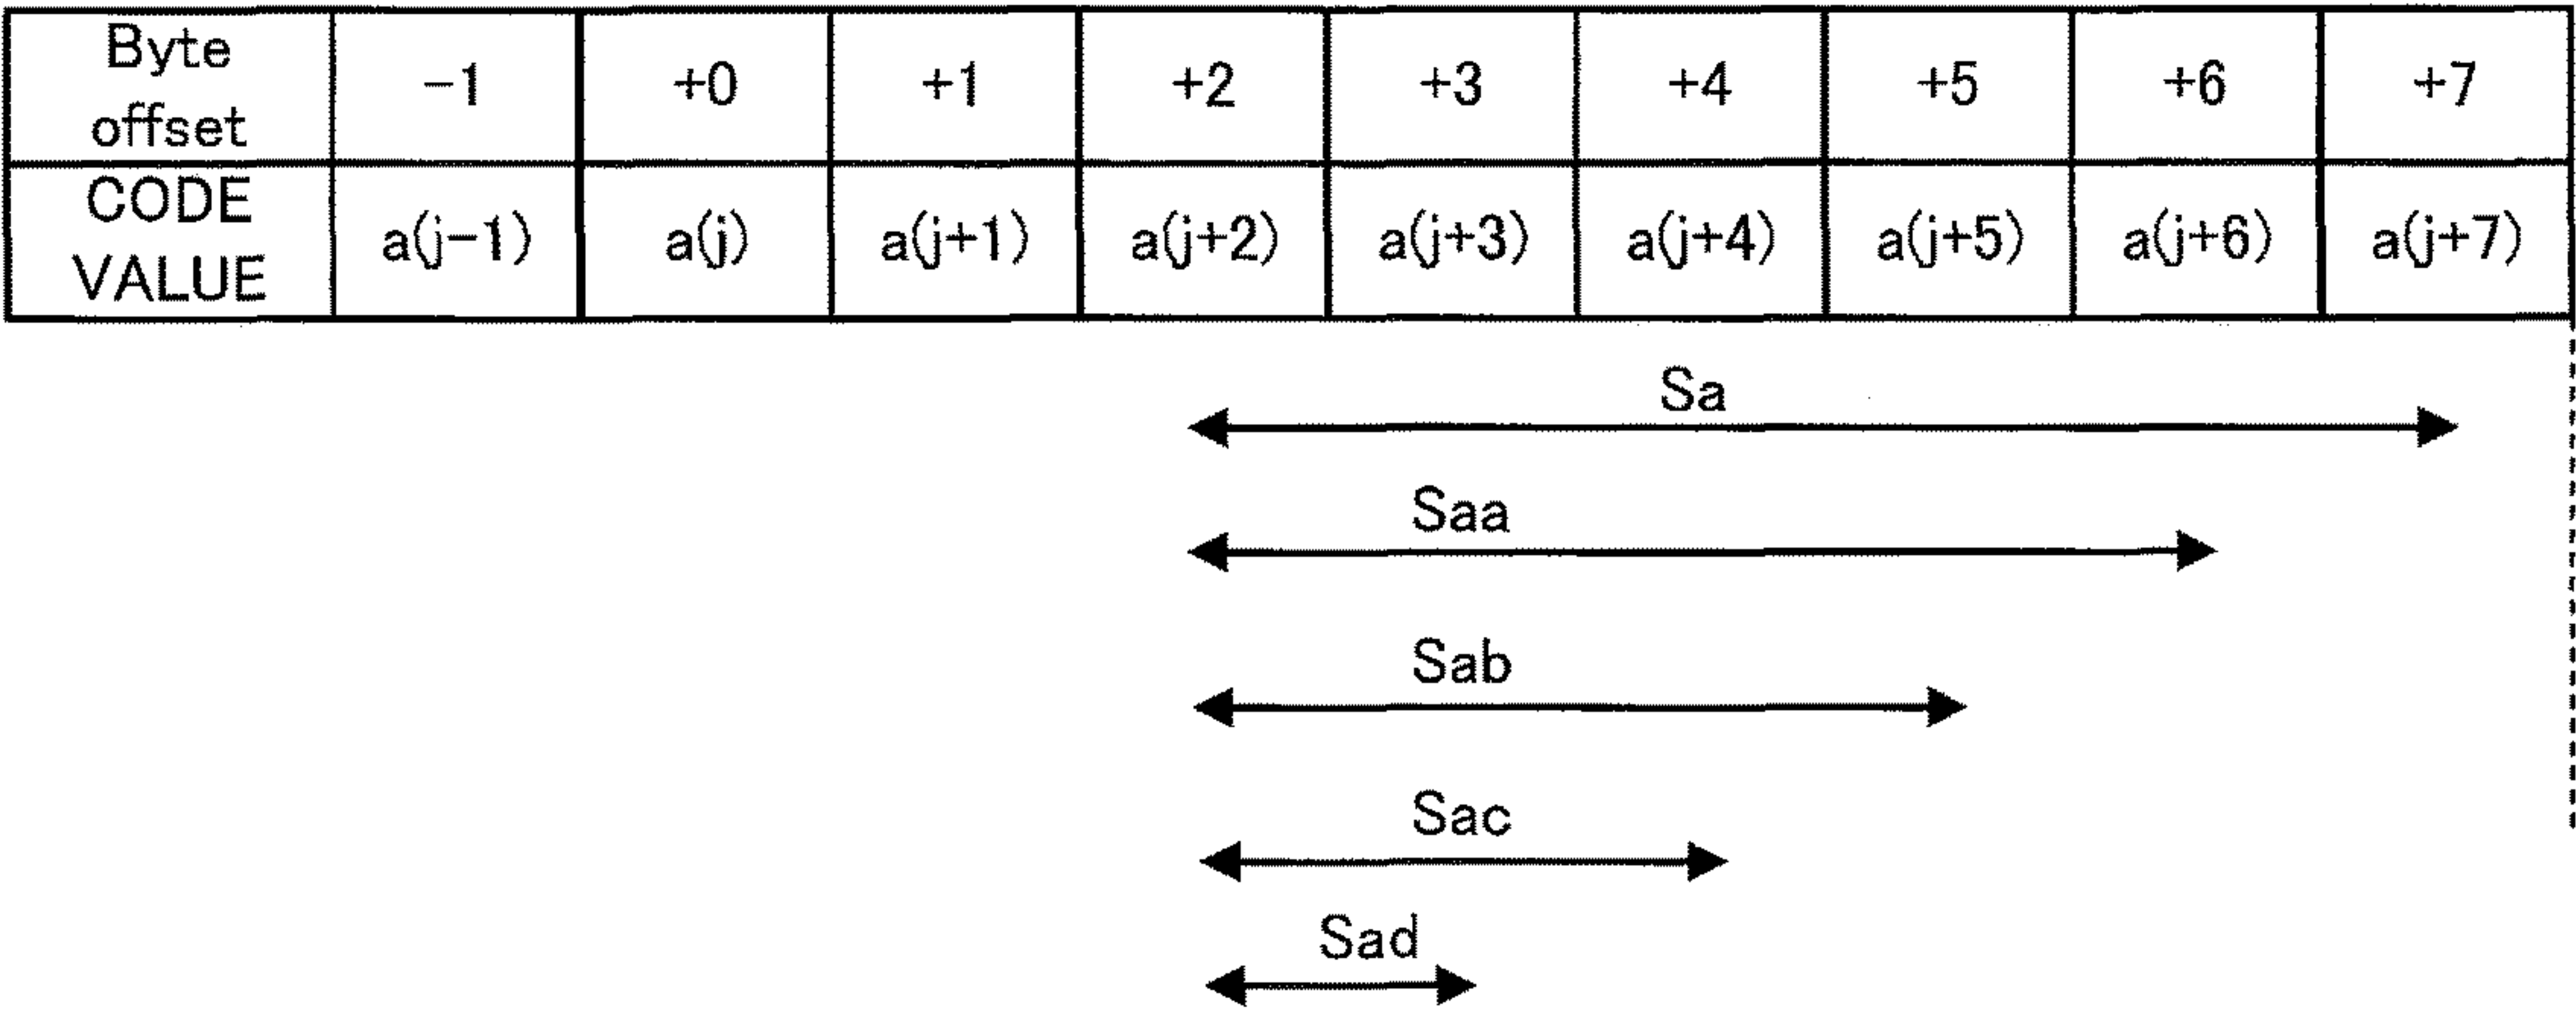 Byte offset -1 +0 +1 +2 +3 +4 +5 +6 +7
CODE VALUE a(j-1) a(j) a(j+1) a(j+2) a(j+3) a(j+4) a(j+5) a(j+6) a(j+7)
Sa
Saa
Sab
Sac
Sad